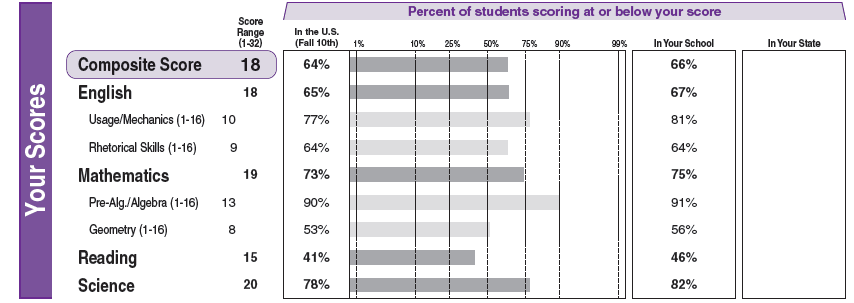 Your Scores
Percent of students scoring at or below your score
Score
Range
(1-32)
In the U.S.
(Fall 10th)
1% 10% 25% 50% 75% 90% 99%
In Your School
In Your State
Composite Score 18 64% 66%
English 18 65% 67%
Usage/Mechanics (1-16) 10 77% 81%
Rhetorical Skills (1-16) 9 64% 64%
Mathematics 19 73% 75%
Pre-Alg./Algebra (1-16) 13 90% 91%
Geometry (1-16) 8 53% 56%
Reading 15 41% 46%
Science 20 78% 82%